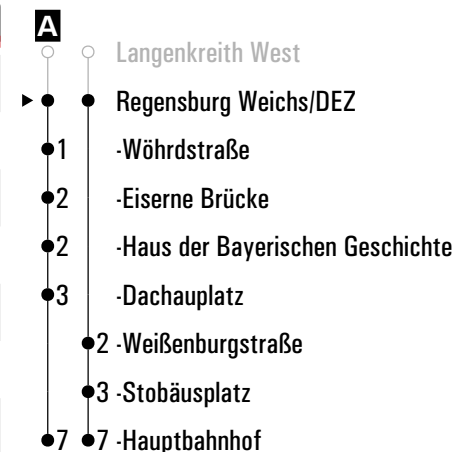 A
Langenkreith West
Regensburg Weichs/DEZ
1 -Wöhrdstraße
2 -Eiserne Brücke
2 -Haus der Bayerischen Geschichte
3 -Dachauplatz
2 -Weißenburgstraße
3 -Stobäusplatz
7 7 -Hauptbahnhof